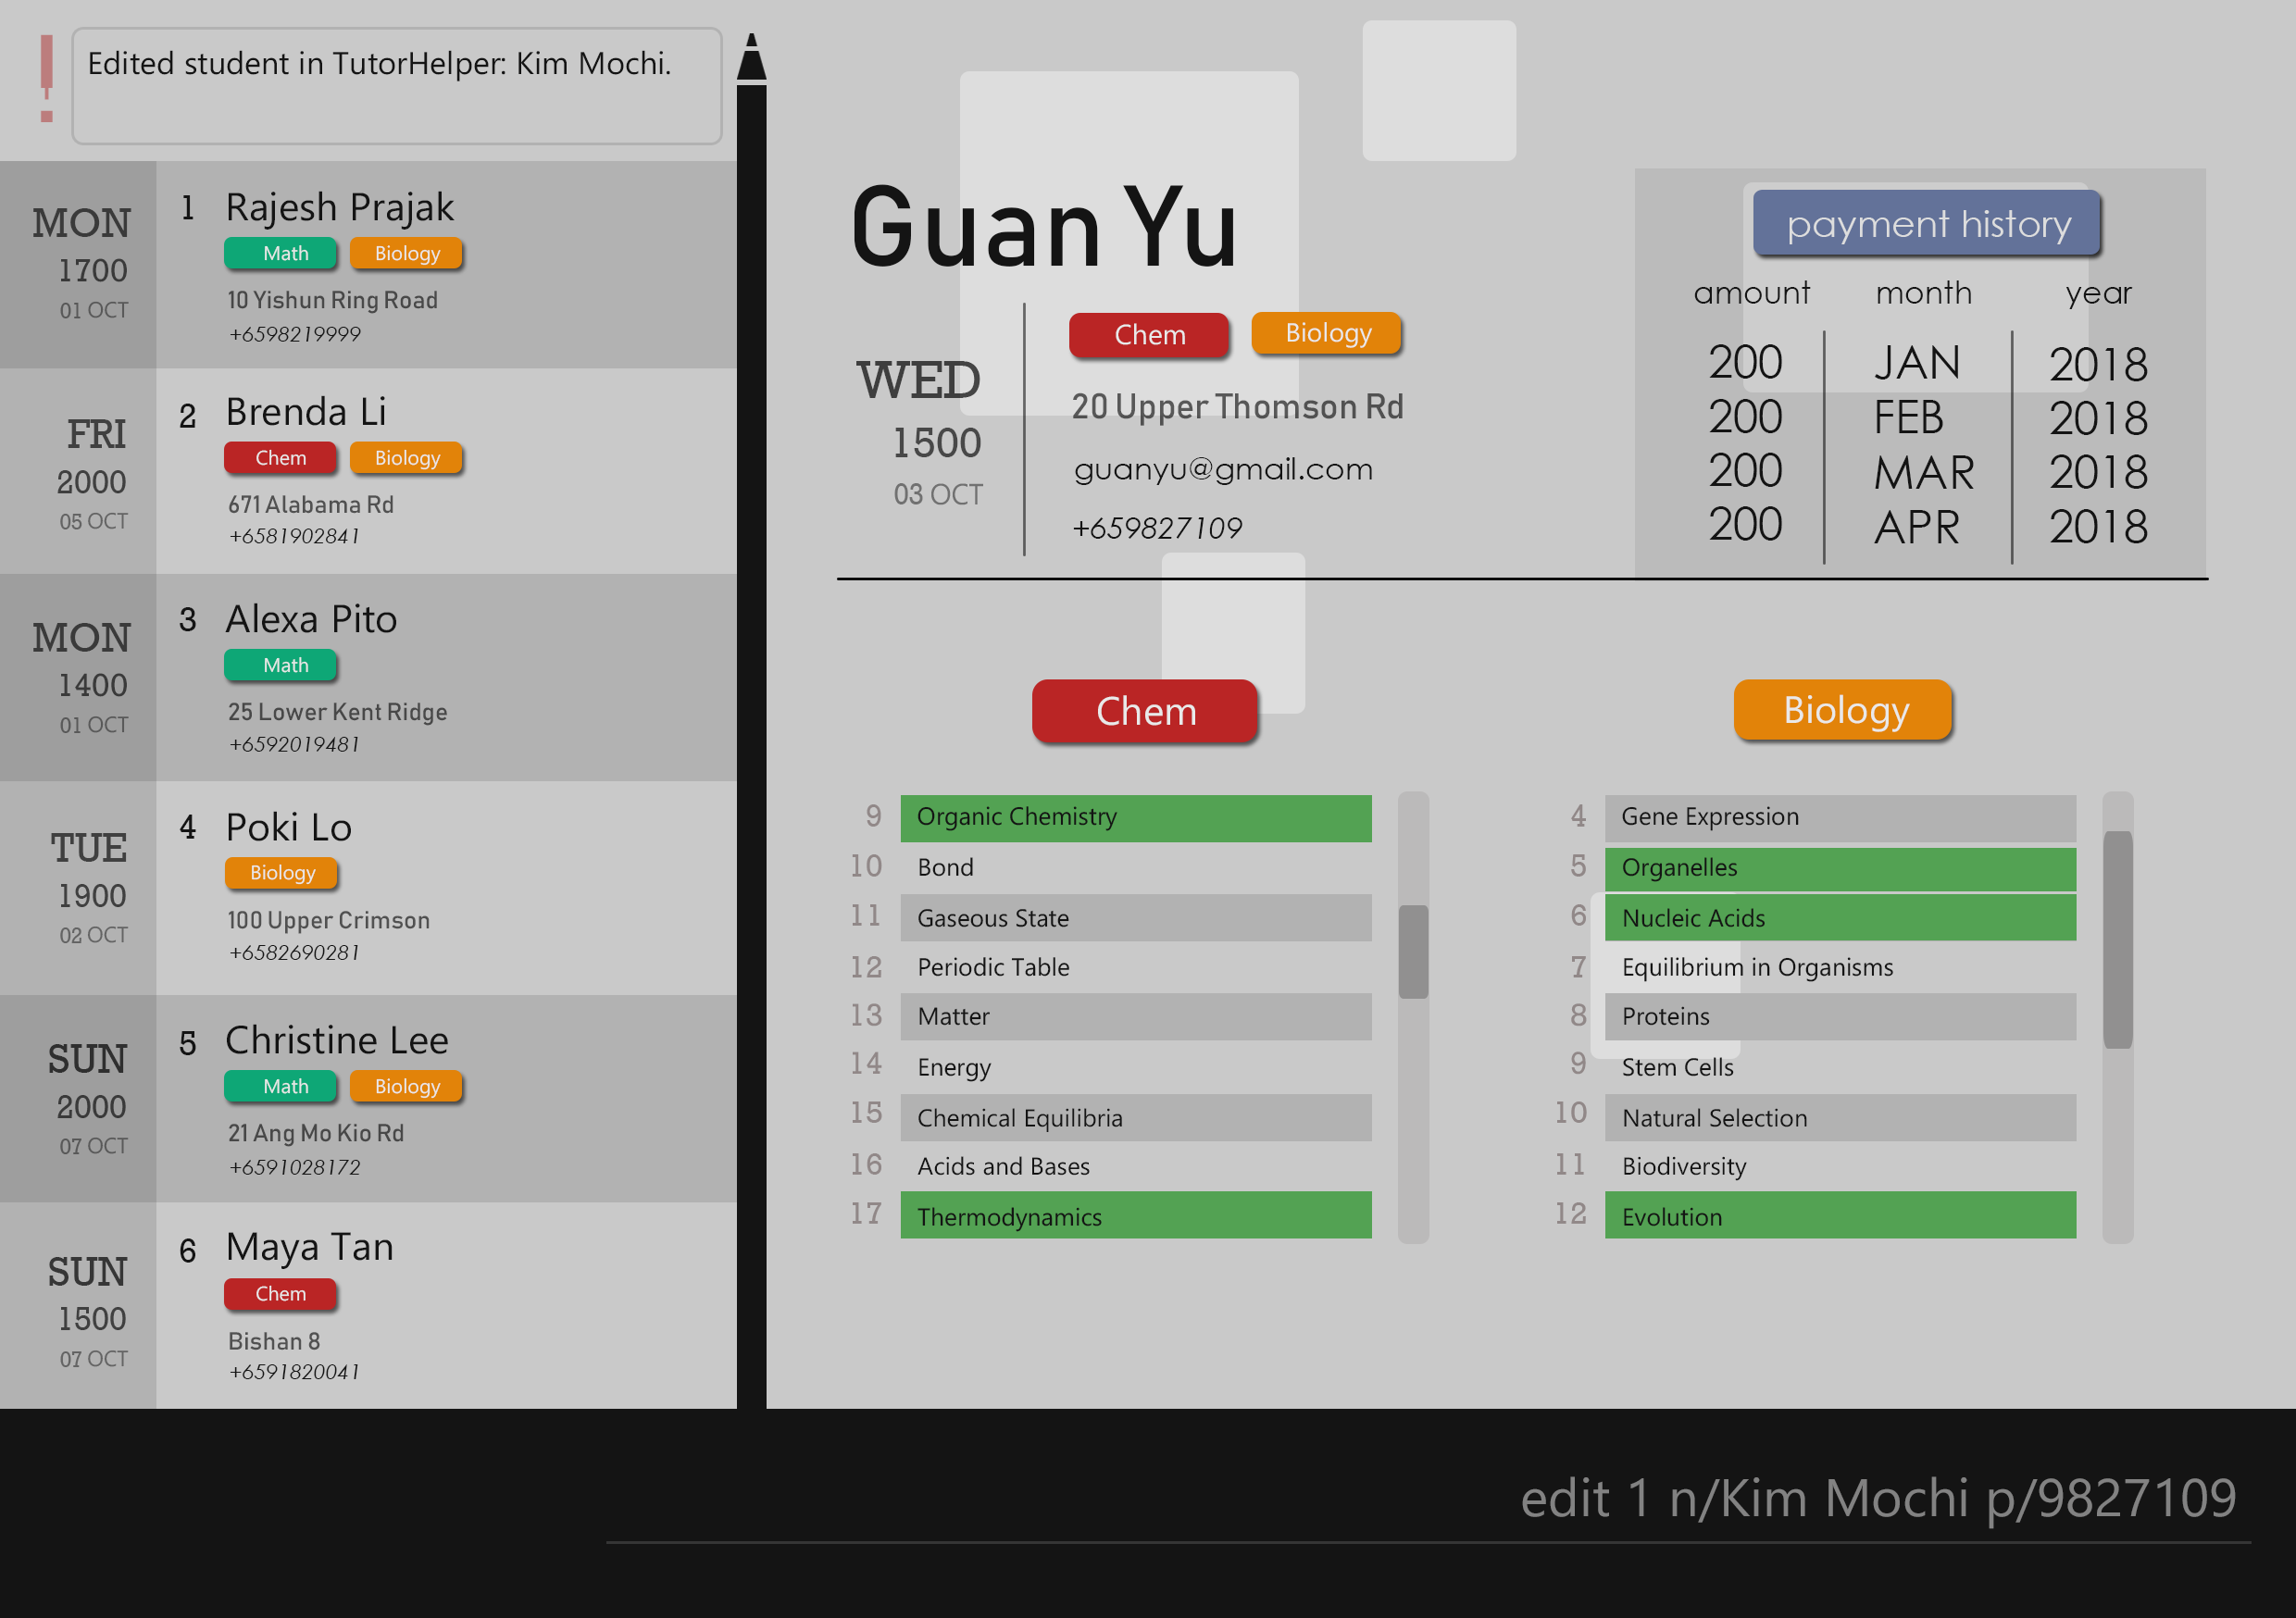 Edited student in TutorHelper: Kim Mochi.
MON
1700
01 OCT
1 Rajesh Prajak
Math Biology
10 Yishun Ring Road
+6598219999
FRI
2000
05 OCT
2 Brenda Li
Chem Biology
671 Alabama Rd
+6581902841
MON
1400
01 OCT
3 Alexa Pito
Math
25 Lower Kent Ridge
+6592019481
TUE
1900
02 OCT
4 Poki Lo
Biology
100 Upper Crimson
+6582690281
SUN
2000
07 OCT
5 Christine Lee
Math Biology
21 Ang Mo Kio Rd
+6591028172
SUN
1500
07 OCT
6 Maya Tan
Chem
Bishan 8
+6591820041
Guan Yu
WED
1500
03 OCT
Chem Biology
20 Upper Thomson Rd
guanyu@gmail.com
+659827109
payment history
amount month year
200 JAN 2018
200 FEB 2018
200 MAR 2018
200 APR 2018
Chem
9 Organic Chemistry
10 Bond
11 Gaseous State
12 Periodic Table
13 Matter
14 Energy
15 Chemical Equilibria
16 Acids and Bases
17 Thermodynamics
Biology
4 Gene Expression
5 Organelles
6 Nucleic Acids
7 Equilibrium in Organisms
8 Proteins
9 Stem Cells
10 Natural Selection
11 Biodiversity
12 Evolution
edit 1 n/Kim Mochi p/9827109